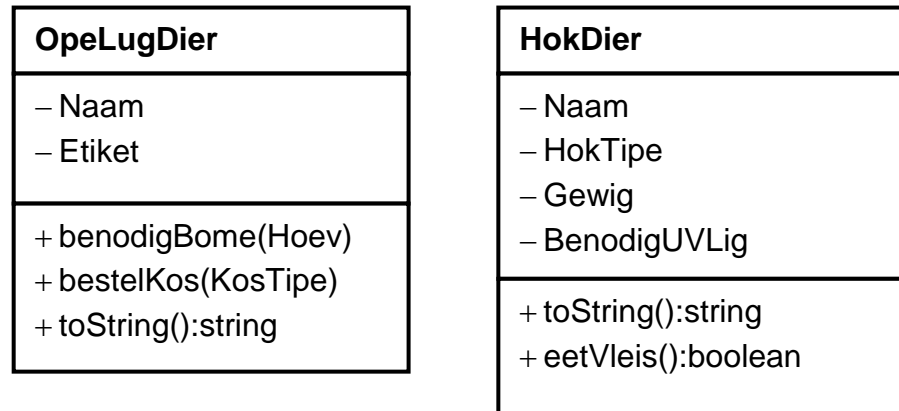 OpeLugDier
− Naam
− Etiket
+ benodigBome(Hoev)
+ bestelKos(KosTipe)
+ toString():string
HokDier
− Naam
− HokTipe
− Gewig
− BenodigUVLig
+ toString():string
+ eetVleis():boolean